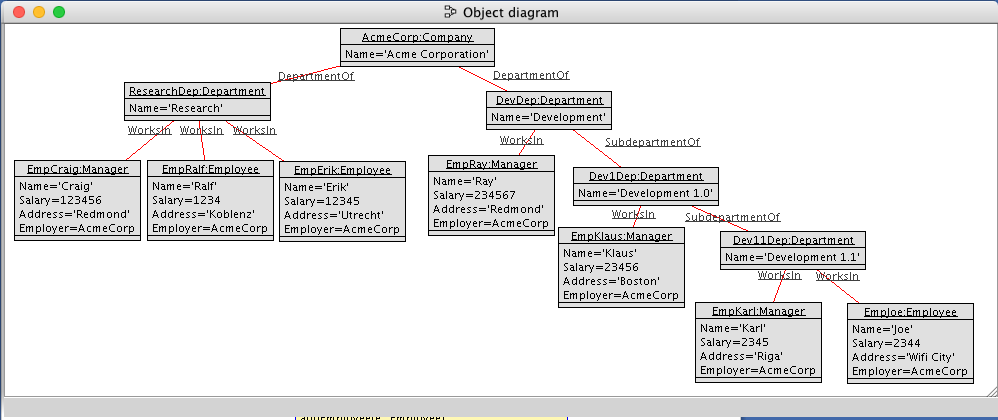 Object diagram
AcmeCorp:Company
Name='Acme Corporation'
DepartmentOf
DepartmentOf
ResearchDep:Department
Name='Research'
DevDep:Department
Name='Development'
WorksIn
WorksIn
WorksIn
WorksIn
SubdepartmentOf
EmpCraig:Manager
Name='Craig'
Salary=123456
Address='Redmond'
Employer=AcmeCorp
EmpRalf:Employee
Name='Ralf'
Salary=1234
Address='Koblenz'
Employer=AcmeCorp
EmpErik:Employee
Name='Erik'
Salary=12345
Address='Utrecht'
Employer=AcmeCorp
EmpRay:Manager
Name='Ray'
Salary=234567
Address='Redmond'
Employer=AcmeCorp
Dev1Dep:Department
Name='Development 1.0'
WorksIn
SubdepartmentOf
EmpKlaus:Manager
Name='Klaus'
Salary=23456
Address='Boston'
Employer=AcmeCorp
Dev11Dep:Department
Name='Development 1.1'
WorksIn
WorksIn
EmpKarl:Manager
Name='Karl'
Salary=2345
Address='Riga'
Employer=AcmeCorp
EmpJoe:Employee
Name='Joe'
Salary=2344
Address='Wifi City'
Employer=AcmeCorp